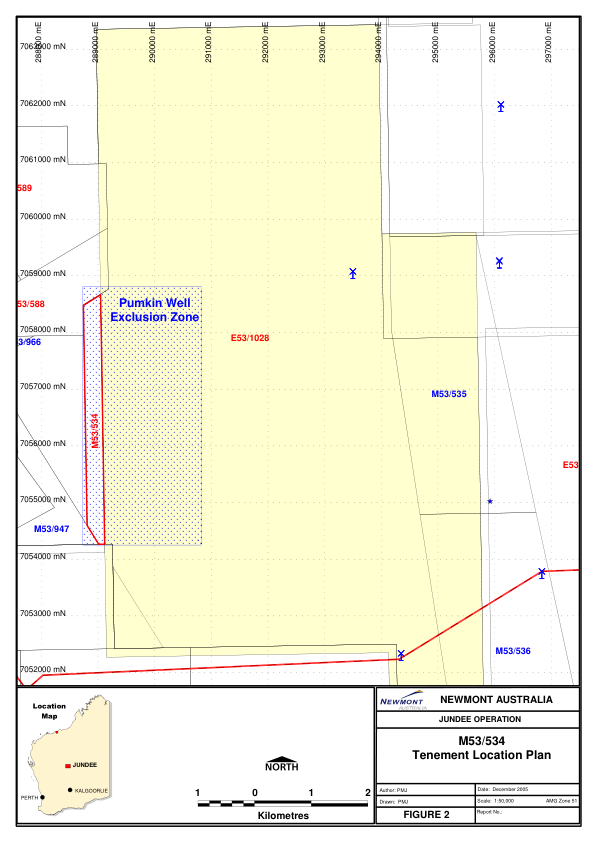 288000 mE
289000 mE
290000 mE
291000 mE
292000 mE
293000 mE
294000 mE
295000 mE
296000 mE
297000 mE
7063000 mN
7062000 mN
7061000 mN
589
7060000 mN
7059000 mN
Pumkin Well
Exclusion Zone
53/588
7058000 mN
3/966
E53/1028
7057000 mN
M53/535
M53/534
7056000 mN
E53
7055000 mN
M53/947
7054000 mN
7053000 mN
M53/536
7052000 mN
Location
Map
JUNDEE
KALGOORLIE
PERTH
NORTH
1 0 1 2
Kilometres
NEWMONT
AUSTRALIA
NEWMONT AUSTRALIA
JUNDEE OPERATION
M53/534
Tenement Location Plan
Author: PMJ
Date: December 2005
Drawn: PMJ
Scale: 1:50,000 AMG Zone 51
FIGURE 2
Report No.: